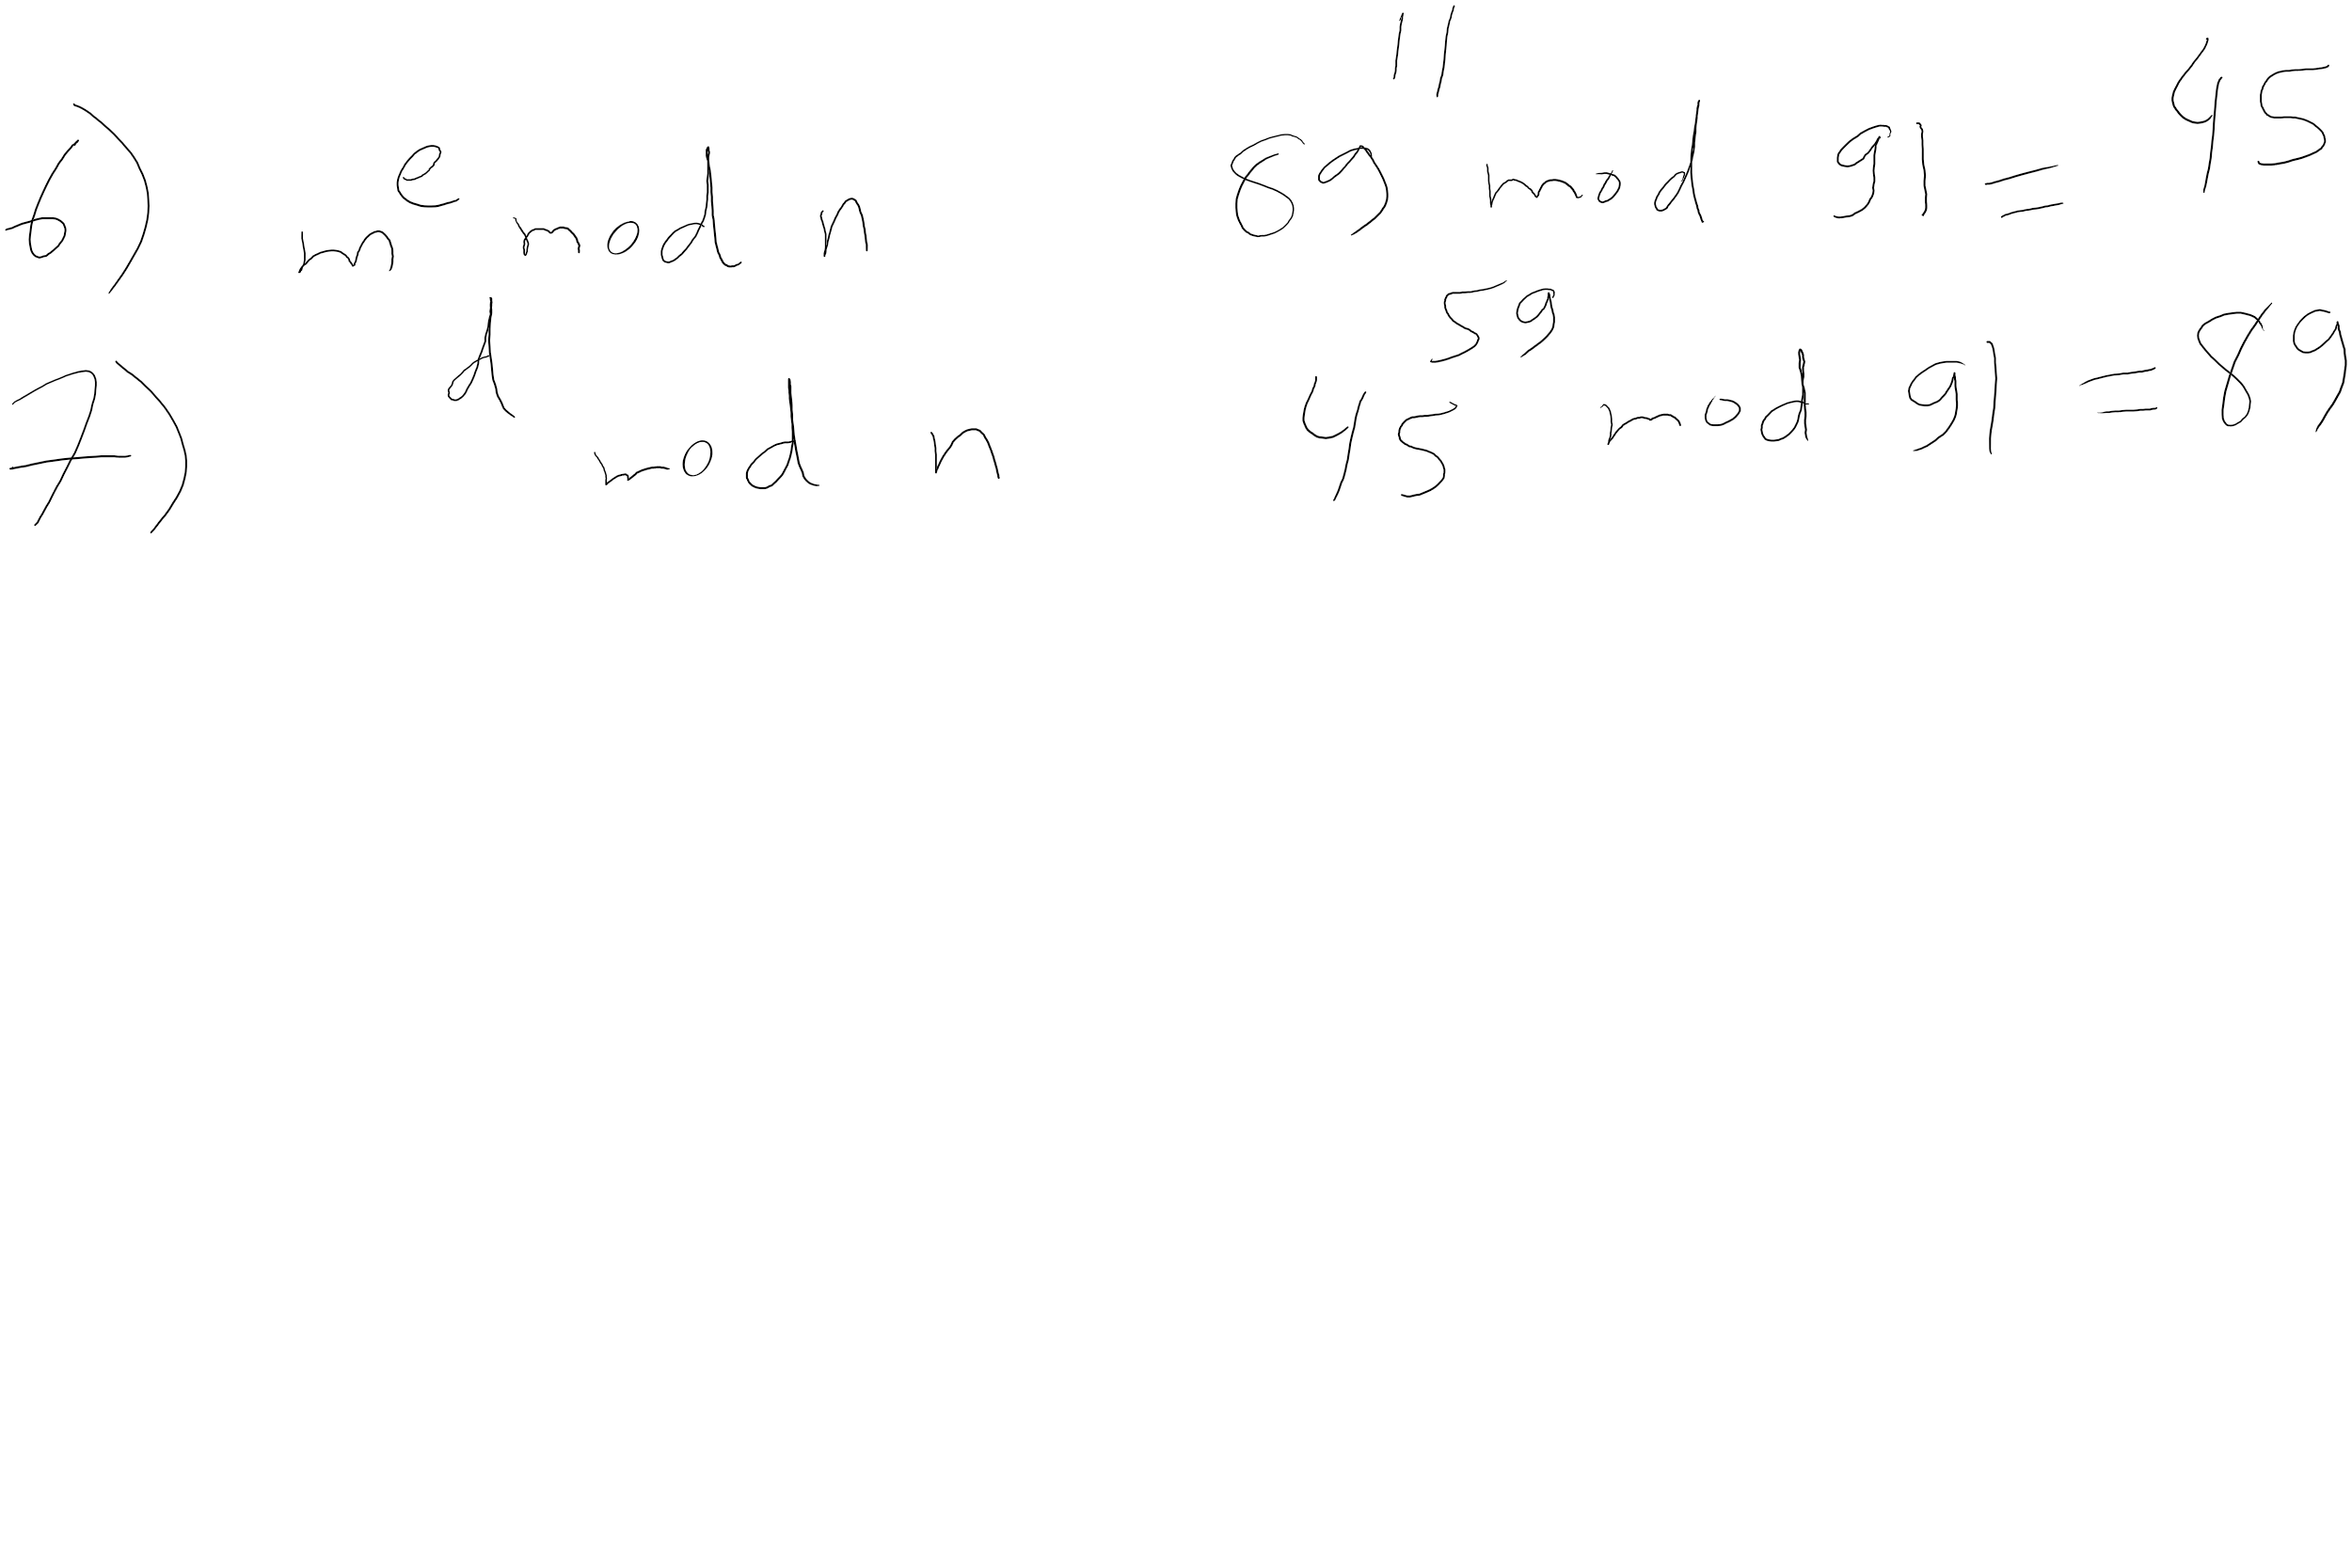 6) m^e mod n 89^11 mod 91 = 45
7) ^d mod n 45^59 mod 91 = 89